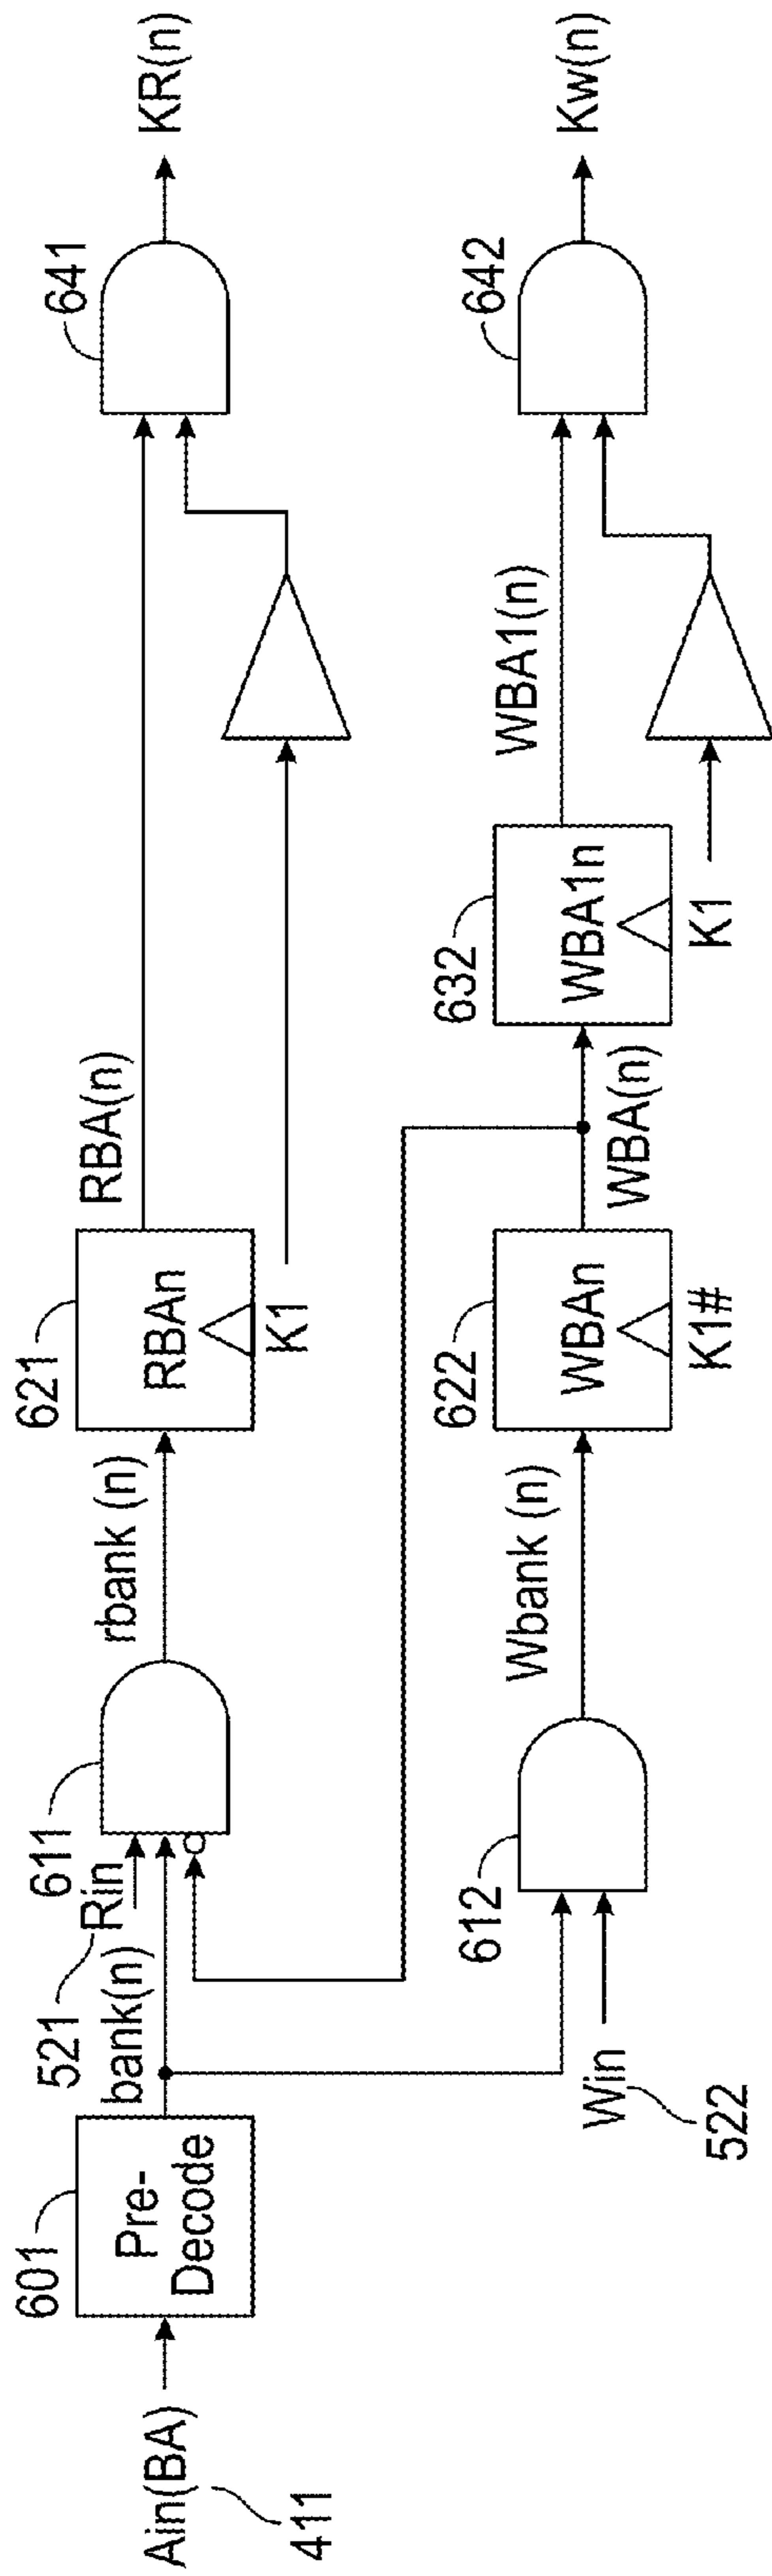 Ain(BA)
411
601
Pre-
Decode
bank(n)
521
Rin
611
rbank (n)
621
RBAn
K1
RBA(n)
641
KR(n)
Win
522
612
Wbank (n)
622
WBAn
K1#
WBA(n)
632
WBA1n
K1
WBA1(n)
642
Kw(n)